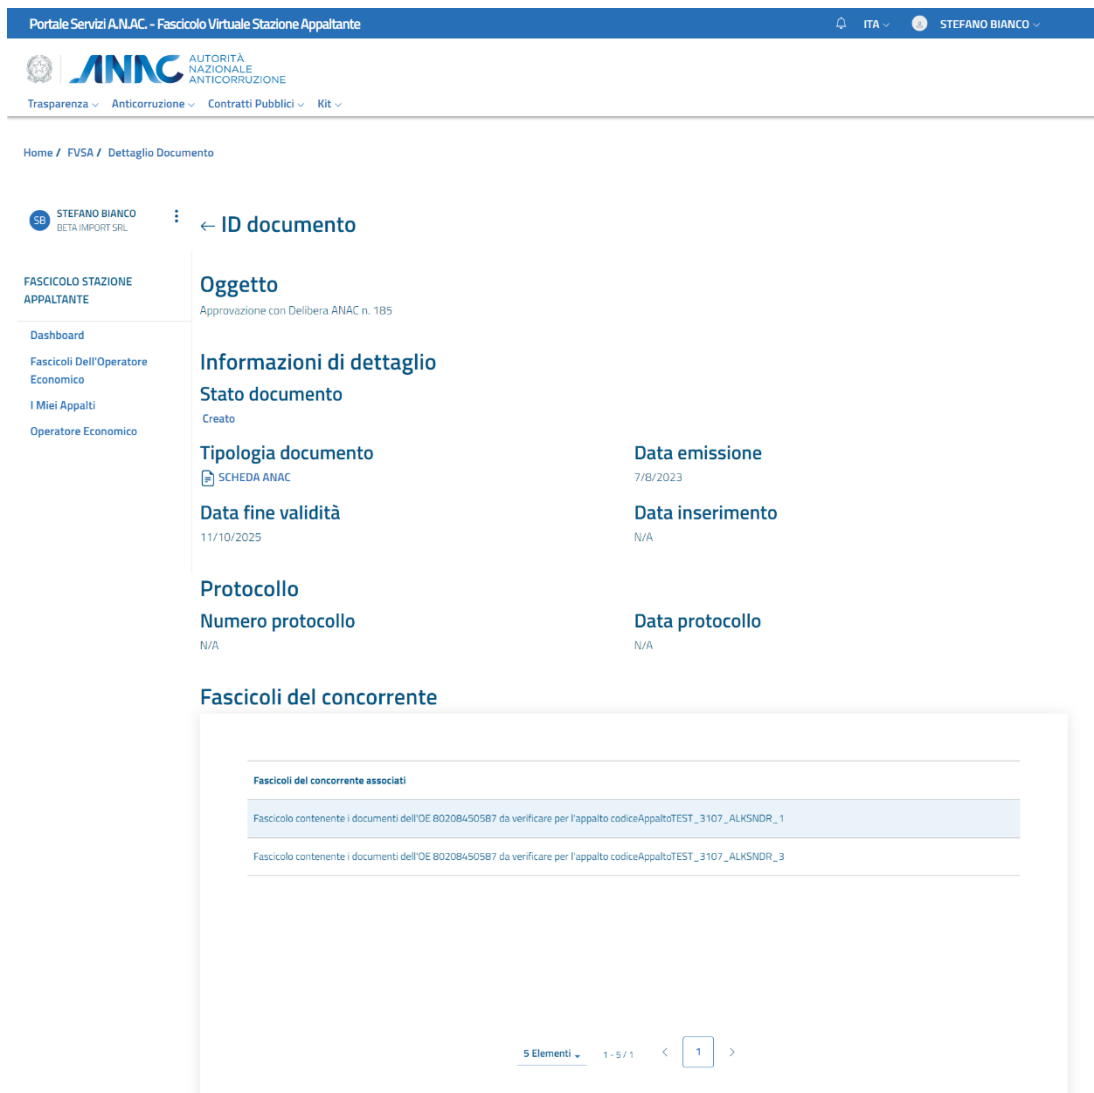 Portale Servizi A.N.AC. - Fascicolo Virtuale Stazione Appaltante
ITA
STEFANO BIANCO
ANAC
AUTORITÀ
NAZIONALE
ANTICORRUZIONE
Trasparenza Anticorruzione Contratti Pubblici Kit
Home / FVSA / Dettaglio Documento
SB
STEFANO BIANCO
BETA IMPORT SRL
FASCICOLO STAZIONE
APPALTANTE
Dashboard
Fascicoli Dell'Operatore
Economico
I Miei Appalti
Operatore Economico
← ID documento
Oggetto
Approvazione con Delibera ANAC n. 185
Informazioni di dettaglio
Stato documento
Creato
Tipologia documento
SCHEDA ANAC
Data emissione
7/8/2023
Data fine validità
11/10/2025
Data inserimento
N/A
Protocollo
Numero protocollo
N/A
Data protocollo
N/A
Fascicoli del concorrente
Fascicoli del concorrente associati
Fascicolo contenente i documenti dell'OE 80208450587 da verificare per l'appalto codiceAppaltoTEST_3107_ALKSNDR_1
Fascicolo contenente i documenti dell'OE 80208450587 da verificare per l'appalto codiceAppaltoTEST_3107_ALKSNDR_3
5 Elementi 1 - 5 / 1 < 1 >